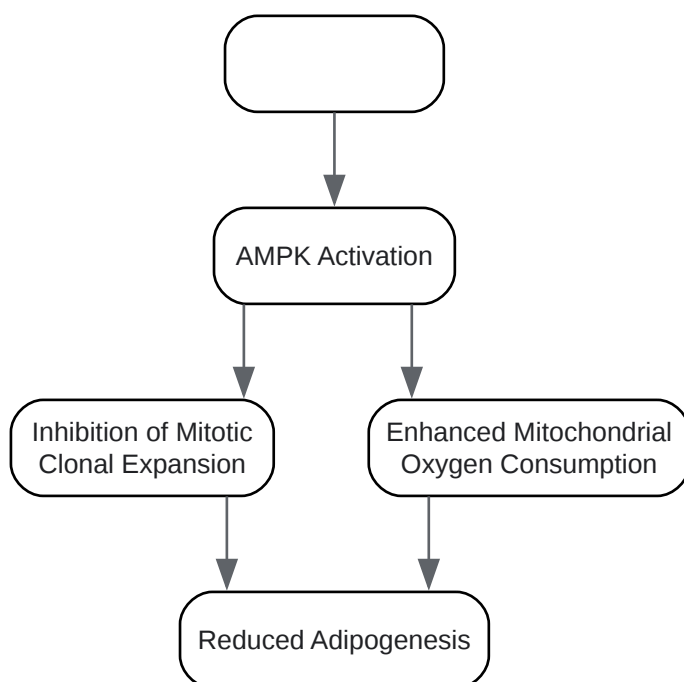 AMPK Activation
Inhibition of Mitotic
Clonal Expansion
Enhanced Mitochondrial
Oxygen Consumption
Reduced Adipogenesis